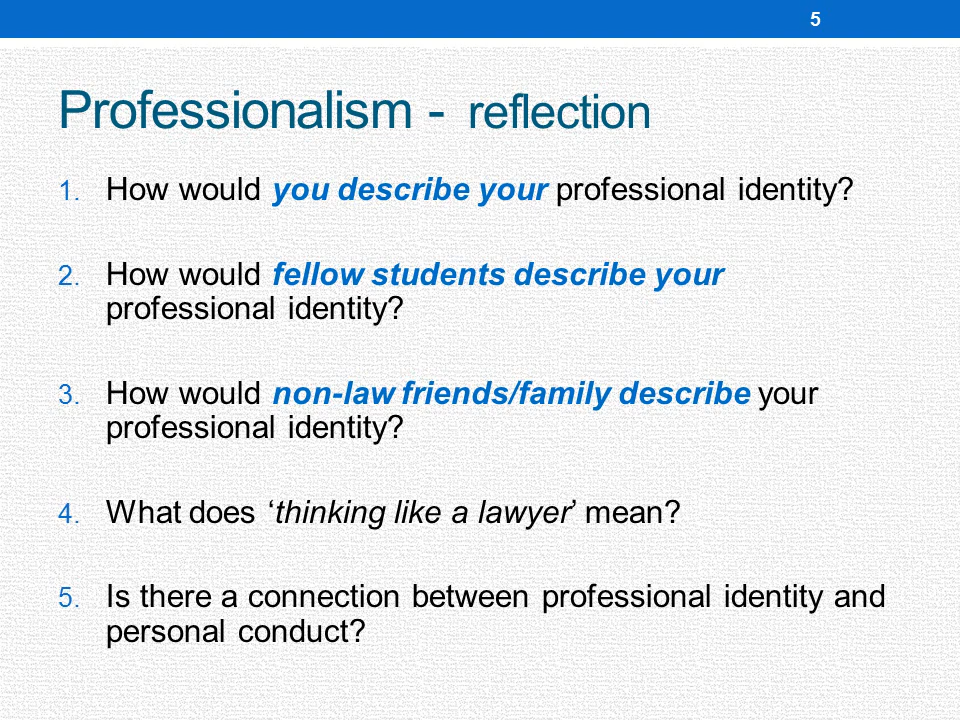 5
Professionalism - reflection
1. How would you describe your professional identity?
2. How would fellow students describe your
professional identity?
3. How would non-law friends/family describe your
professional identity?
4. What does ‘thinking like a lawyer’ mean?
5. Is there a connection between professional identity and
personal conduct?